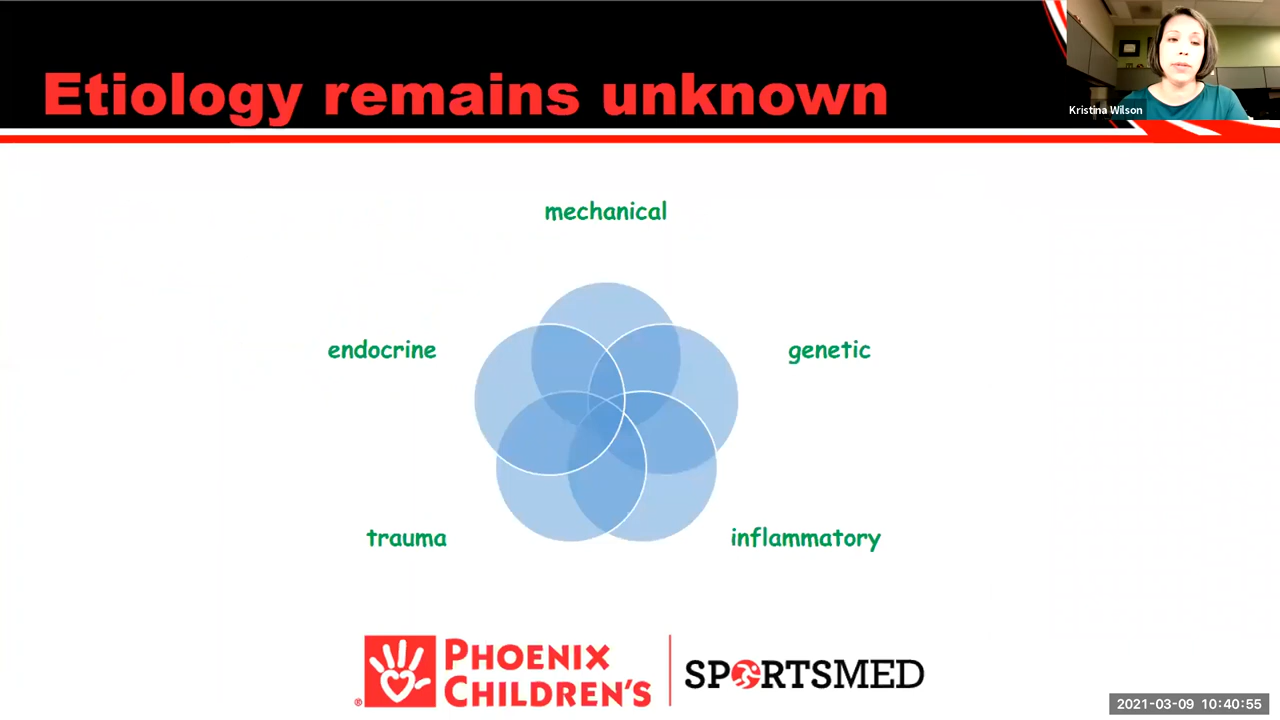 Etiology remains unknown
Kristina Wilson
mechanical
endocrine
genetic
trauma
inflammatory
PHOENIX
CHILDREN'S
®
SPORTSMED
2021-03-09 10:40:55